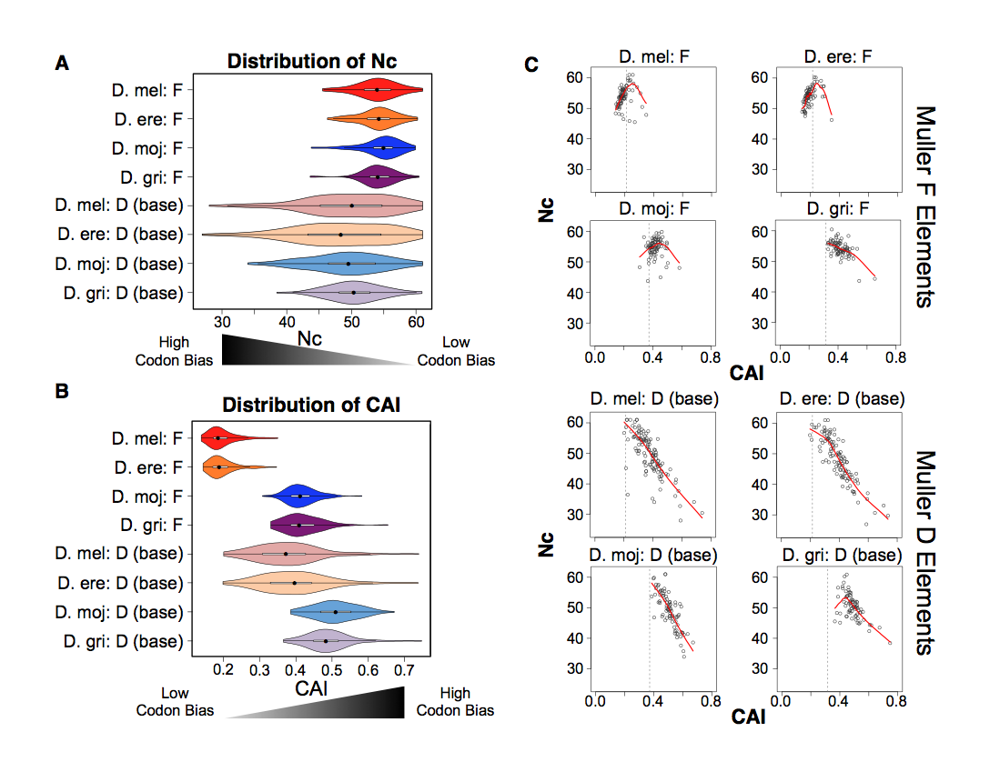 A
Distribution of Nc
D. mel: F
D. ere: F
D. moj: F
D. gri: F
D. mel: D (base)
D. ere: D (base)
D. moj: D (base)
D. gri: D (base)
30 40 50 60
Nc
High
Codon Bias
Low
Codon Bias
B
Distribution of CAI
D. mel: F
D. ere: F
D. moj: F
D. gri: F
D. mel: D (base)
D. ere: D (base)
D. moj: D (base)
D. gri: D (base)
0.2 0.3 0.4 0.5 0.6 0.7
CAI
Low
Codon Bias
High
Codon Bias
C
D. mel: F
60
50
40
30
D. ere: F
60
50
40
30
Nc
D. moj: F
60
50
40
30
0.0 0.4 0.8
D. gri: F
60
50
40
30
0.0 0.4 0.8
CAI
Muller F Elements
D. mel: D (base)
60
50
40
30
D. ere: D (base)
60
50
40
30
Nc
D. moj: D (base)
60
50
40
30
0.0 0.4 0.8
D. gri: D (base)
60
50
40
30
0.0 0.4 0.8
CAI
Muller D Elements